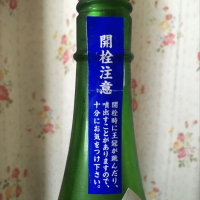 開栓注意
開栓時に王冠が跳んだり、
噴出すことがありますので、
十分にお気をつけ下さい。